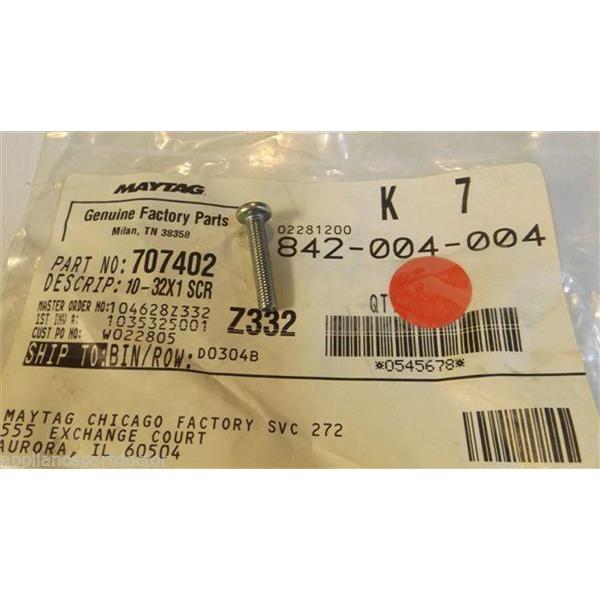 MAYTAG
Genuine Factory Parts
Milan, TN 38358
K 7
02281200
842-004-004
PART NO: 707402
DESCRIP: 10-32X1 SCR
MASTER ORDER NO: 104628Z332
1ST INV #: 1035325001
Z332
CUST PO NO: W022805
SHIP TO: BIN/ROW: D0304B
QT
*0545678*
MAYTAG CHICAGO FACTORY SVC 272
555 EXCHANGE COURT
AURORA, IL 60504
appliancepartdoctor